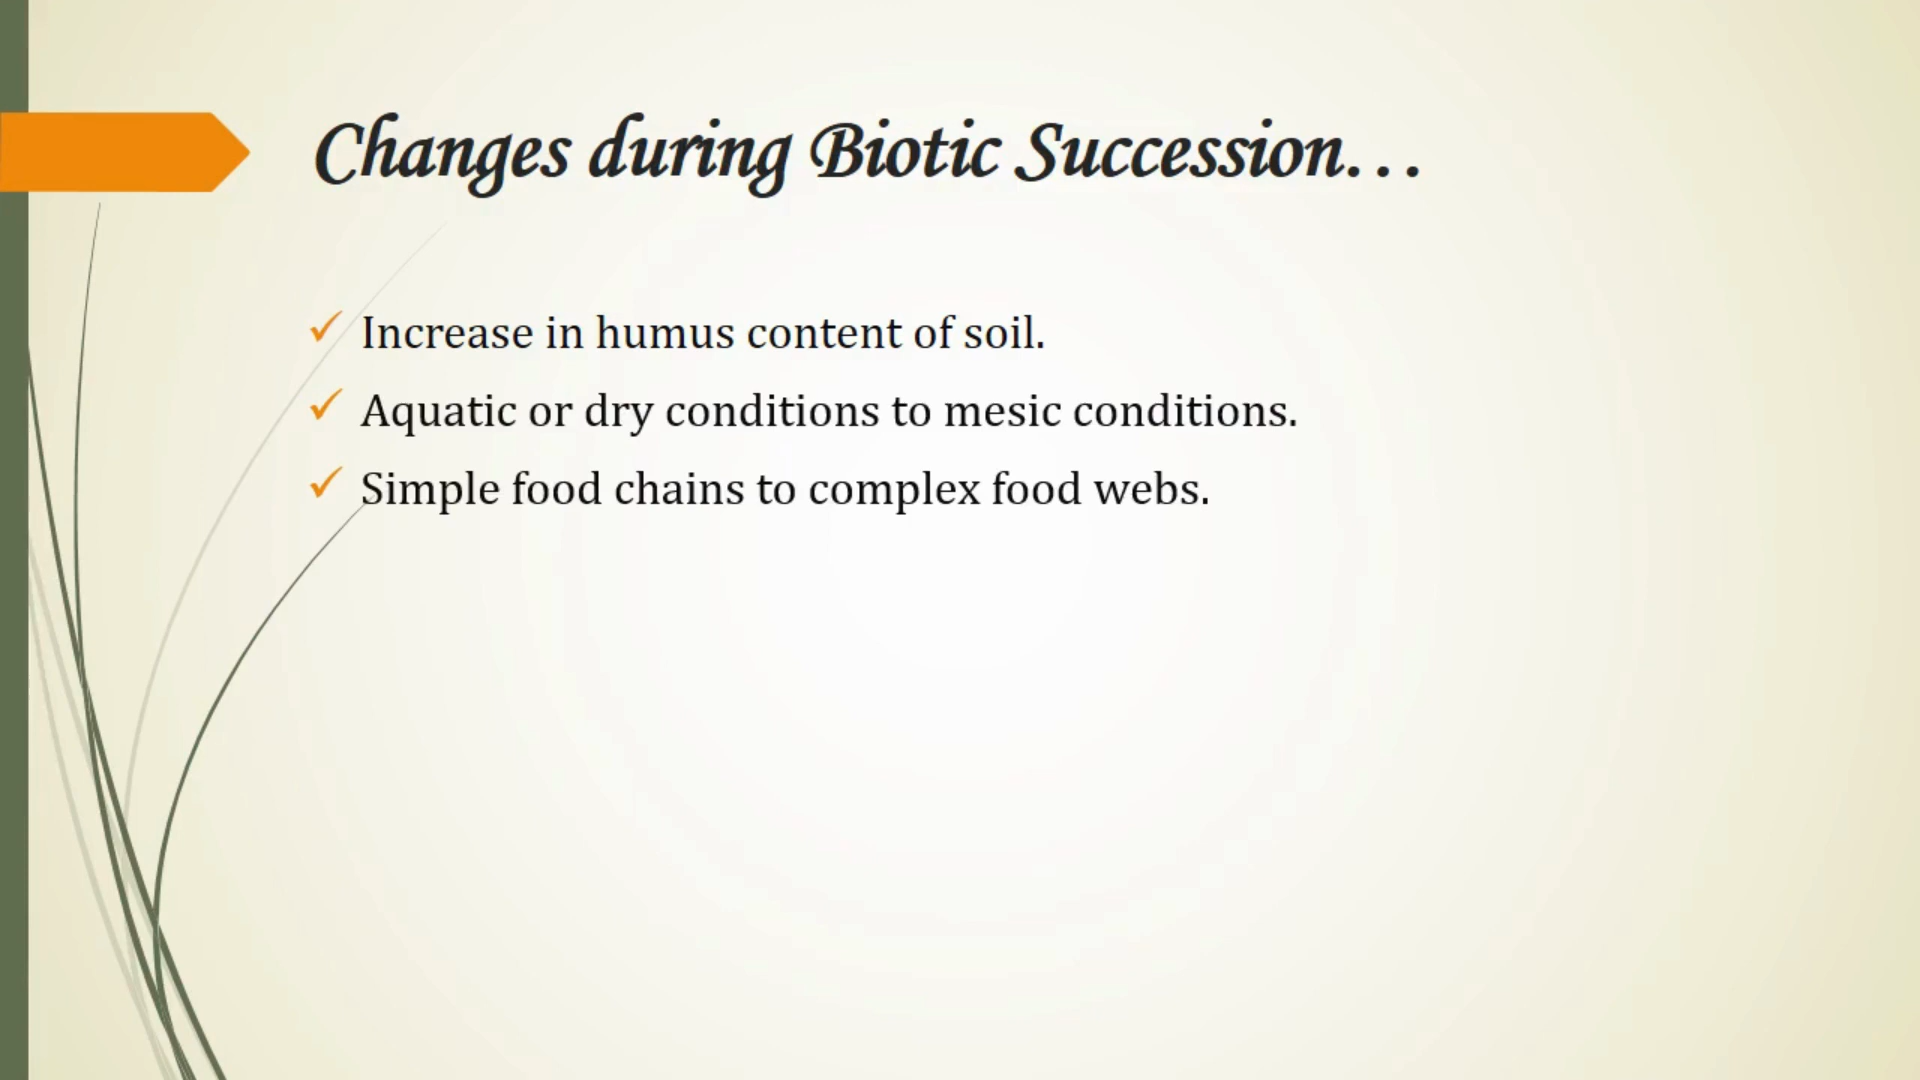 Changes during Biotic Succession...
Increase in humus content of soil.
Aquatic or dry conditions to mesic conditions.
Simple food chains to complex food webs.